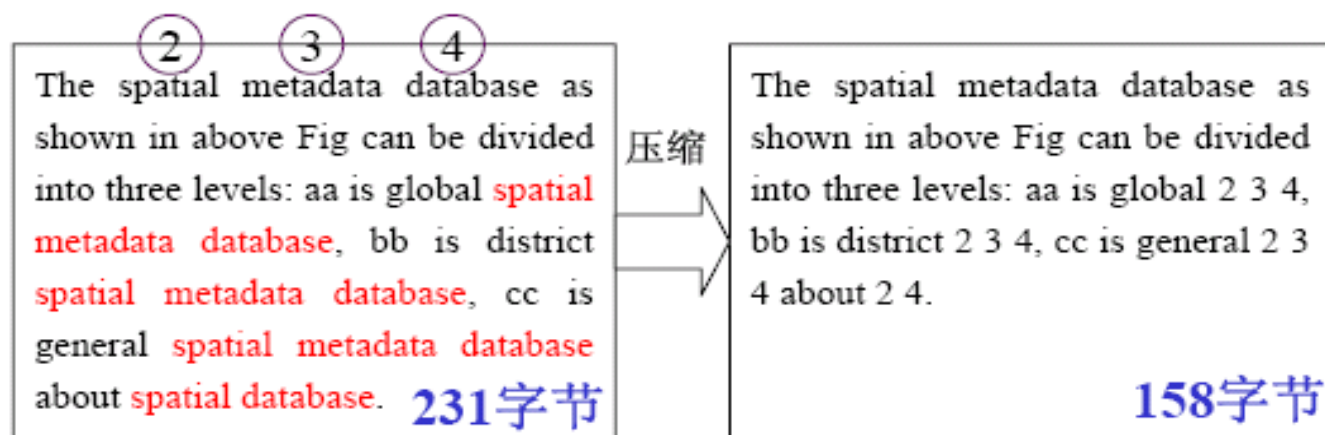 2 3 4
The spatial metadata database as
shown in above Fig can be divided
into three levels: aa is global spatial
metadata database, bb is district
spatial metadata database, cc is
general spatial metadata database
about spatial database. 231字节
压缩
The spatial metadata database as
shown in above Fig can be divided
into three levels: aa is global 2 3 4,
bb is district 2 3 4, cc is general 2 3
4 about 2 4.
158字节